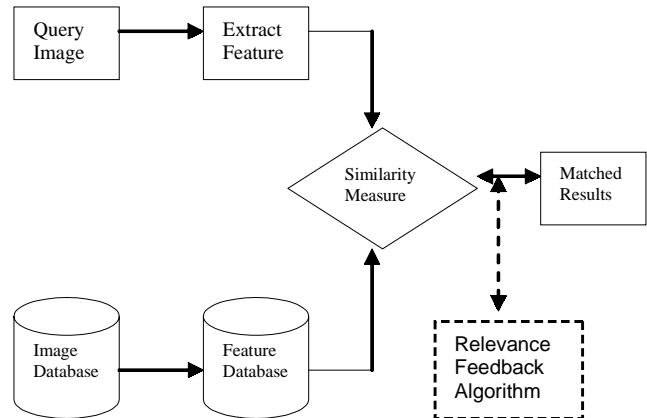 Query
Image
Extract
Feature
Similarity
Measure
Matched
Results
Image
Database
Feature
Database
Relevance
Feedback
Algorithm